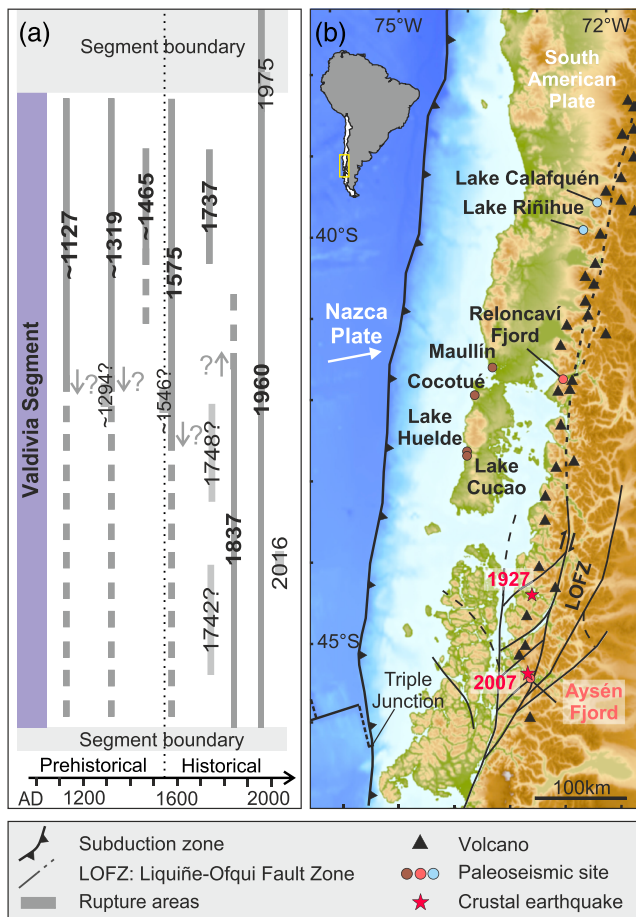 (a)
Segment boundary
1975
Valdivia Segment
~1127
~1319
~1465
1575
1737
↓?
~1294?
↓?
~1546?
↓?
?↑
1748?
1742?
1837
1960
2016
Segment boundary
Prehistorical
Historical
AD
1200
1600
2000
(b)
75°W
72°W
South
American
Plate
Lake Calafquén
Lake Riñihue
40°S
Nazca
Plate
Reloncaví
Fjord
Maullín
Cocotué
Lake
Huelde
Lake
Cucao
1927
LOFZ
45°S
2007
Triple
Junction
Aysén
Fjord
100km
Subduction zone
LOFZ: Liquiñe-Ofqui Fault Zone
Rupture areas
Volcano
Paleoseismic site
Crustal earthquake